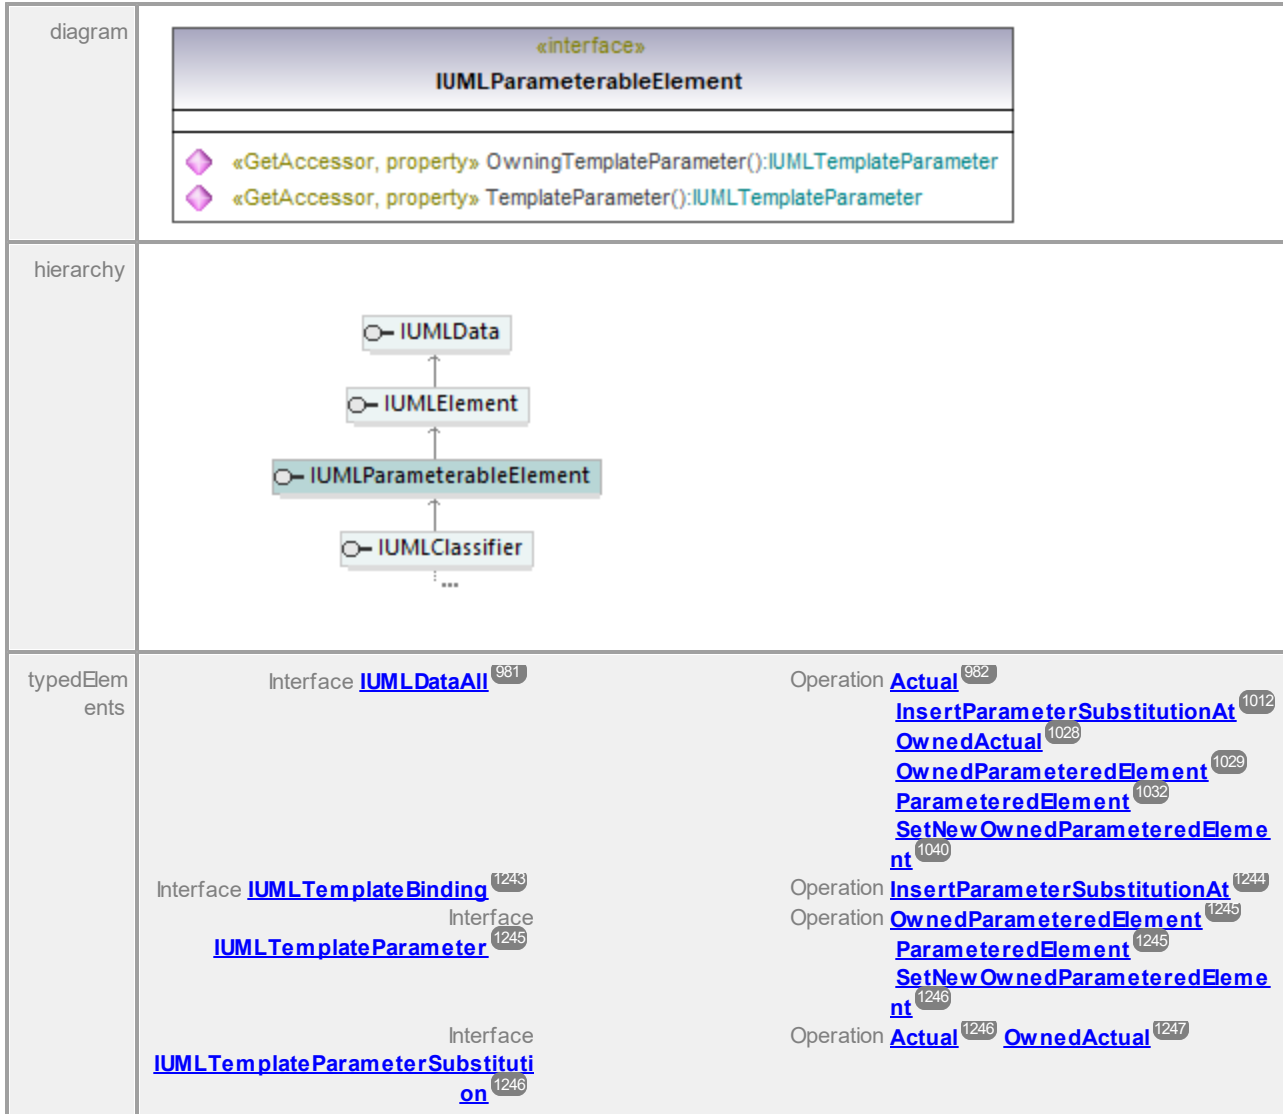 diagram
«interface»
IUMLParameterableElement
«GetAccessor, property» OwningTemplateParameter():IUMLTemplateParameter
«GetAccessor, property» TemplateParameter():IUMLTemplateParameter
hierarchy
IUMLData
IUMLElement
IUMLParameterableElement
IUMLClassifier
...
typedElem
ents
Interface IUMLDataAll 981
Operation Actual 982
InsertParameterSubstitutionAt 1012
OwnedActual 1028
OwnedParameteredElement 1029
ParameteredElement 1032
SetNewOwnedParameteredEleme
nt 1040
Interface IUMLTemplateBinding 1243
Operation InsertParameterSubstitutionAt 1244
Interface
IUMLTemplateParameter 1245
Operation OwnedParameteredElement 1245
ParameteredElement 1245
SetNewOwnedParameteredEleme
nt 1246
Interface
IUMLTemplateParameterSubstituti
on 1246
Operation Actual 1246 OwnedActual 1247